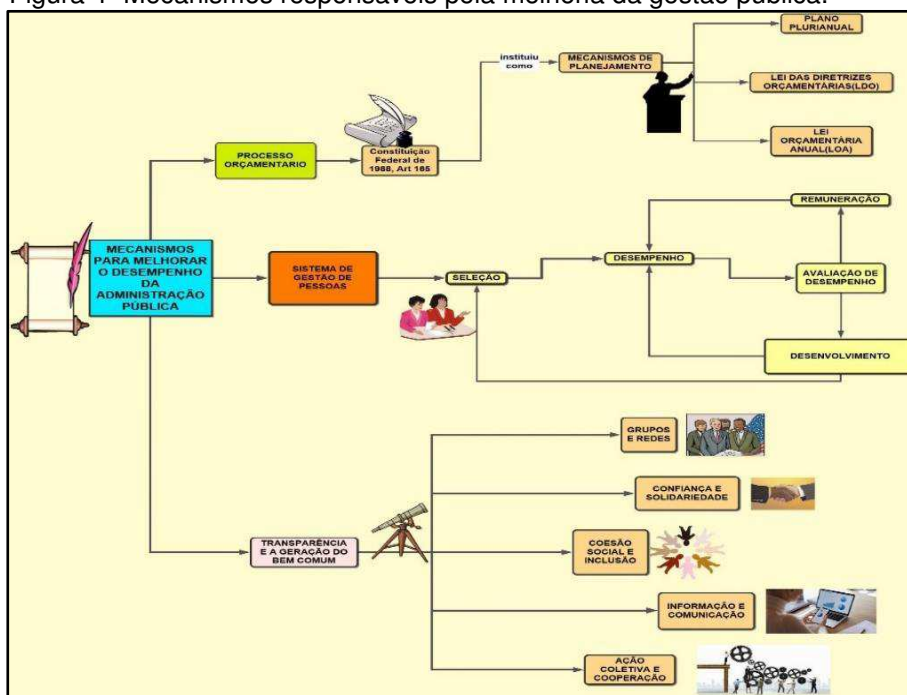 Figura 1- Mecanismos responsáveis pela melhoria da gestão pública.
PLANO
PLURIANUAL
instituiu
como
MECANISMOS DE
PLANEJAMENTO
LEI DAS DIRETRIZES
ORÇAMENTÁRIAS(LDO)
LEI
ORÇAMENTÀRIA
ANUAL(LOA)
PROCESSO
ORÇAMENTARIO
Constituição
Federal de
1988, Art 165
MECANISMOS
PARA MELHORAR
O DESEMPENHO
DA
ADMINISTRAÇÃO
PÚBLICA
SISTEMA DE
GESTÃO DE
PESSOAS
SELEÇÃO
DESEMPENHO
REMUNERAÇÃO
AVALIAÇÃO DE
DESEMPENHO
DESENVOLVIMENTO
TRANSPARÊNCIA
E A GERAÇÃO DO
BEM COMUM
GRUPOS
E REDES
CONFIANÇA E
SOLIDARIEDADE
COESÃO
SOCIAL E
INCLUSÃO
INFORMAÇÃO E
COMUNICAÇÃO
AÇÃO
COLETIVA E
COOPERAÇÃO